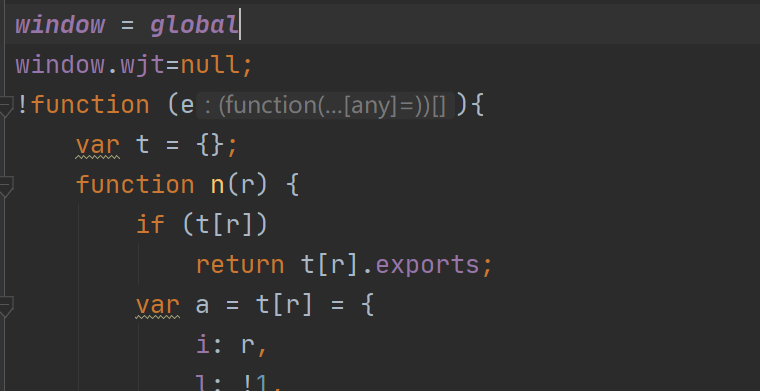 window = global
window.wjt=null;
!function (e : (function(...[any]=))[] ){
var t = {};
function n(r) {
if (t[r])
return t[r].exports;
var a = t[r] = {
i: r,
l: !1,